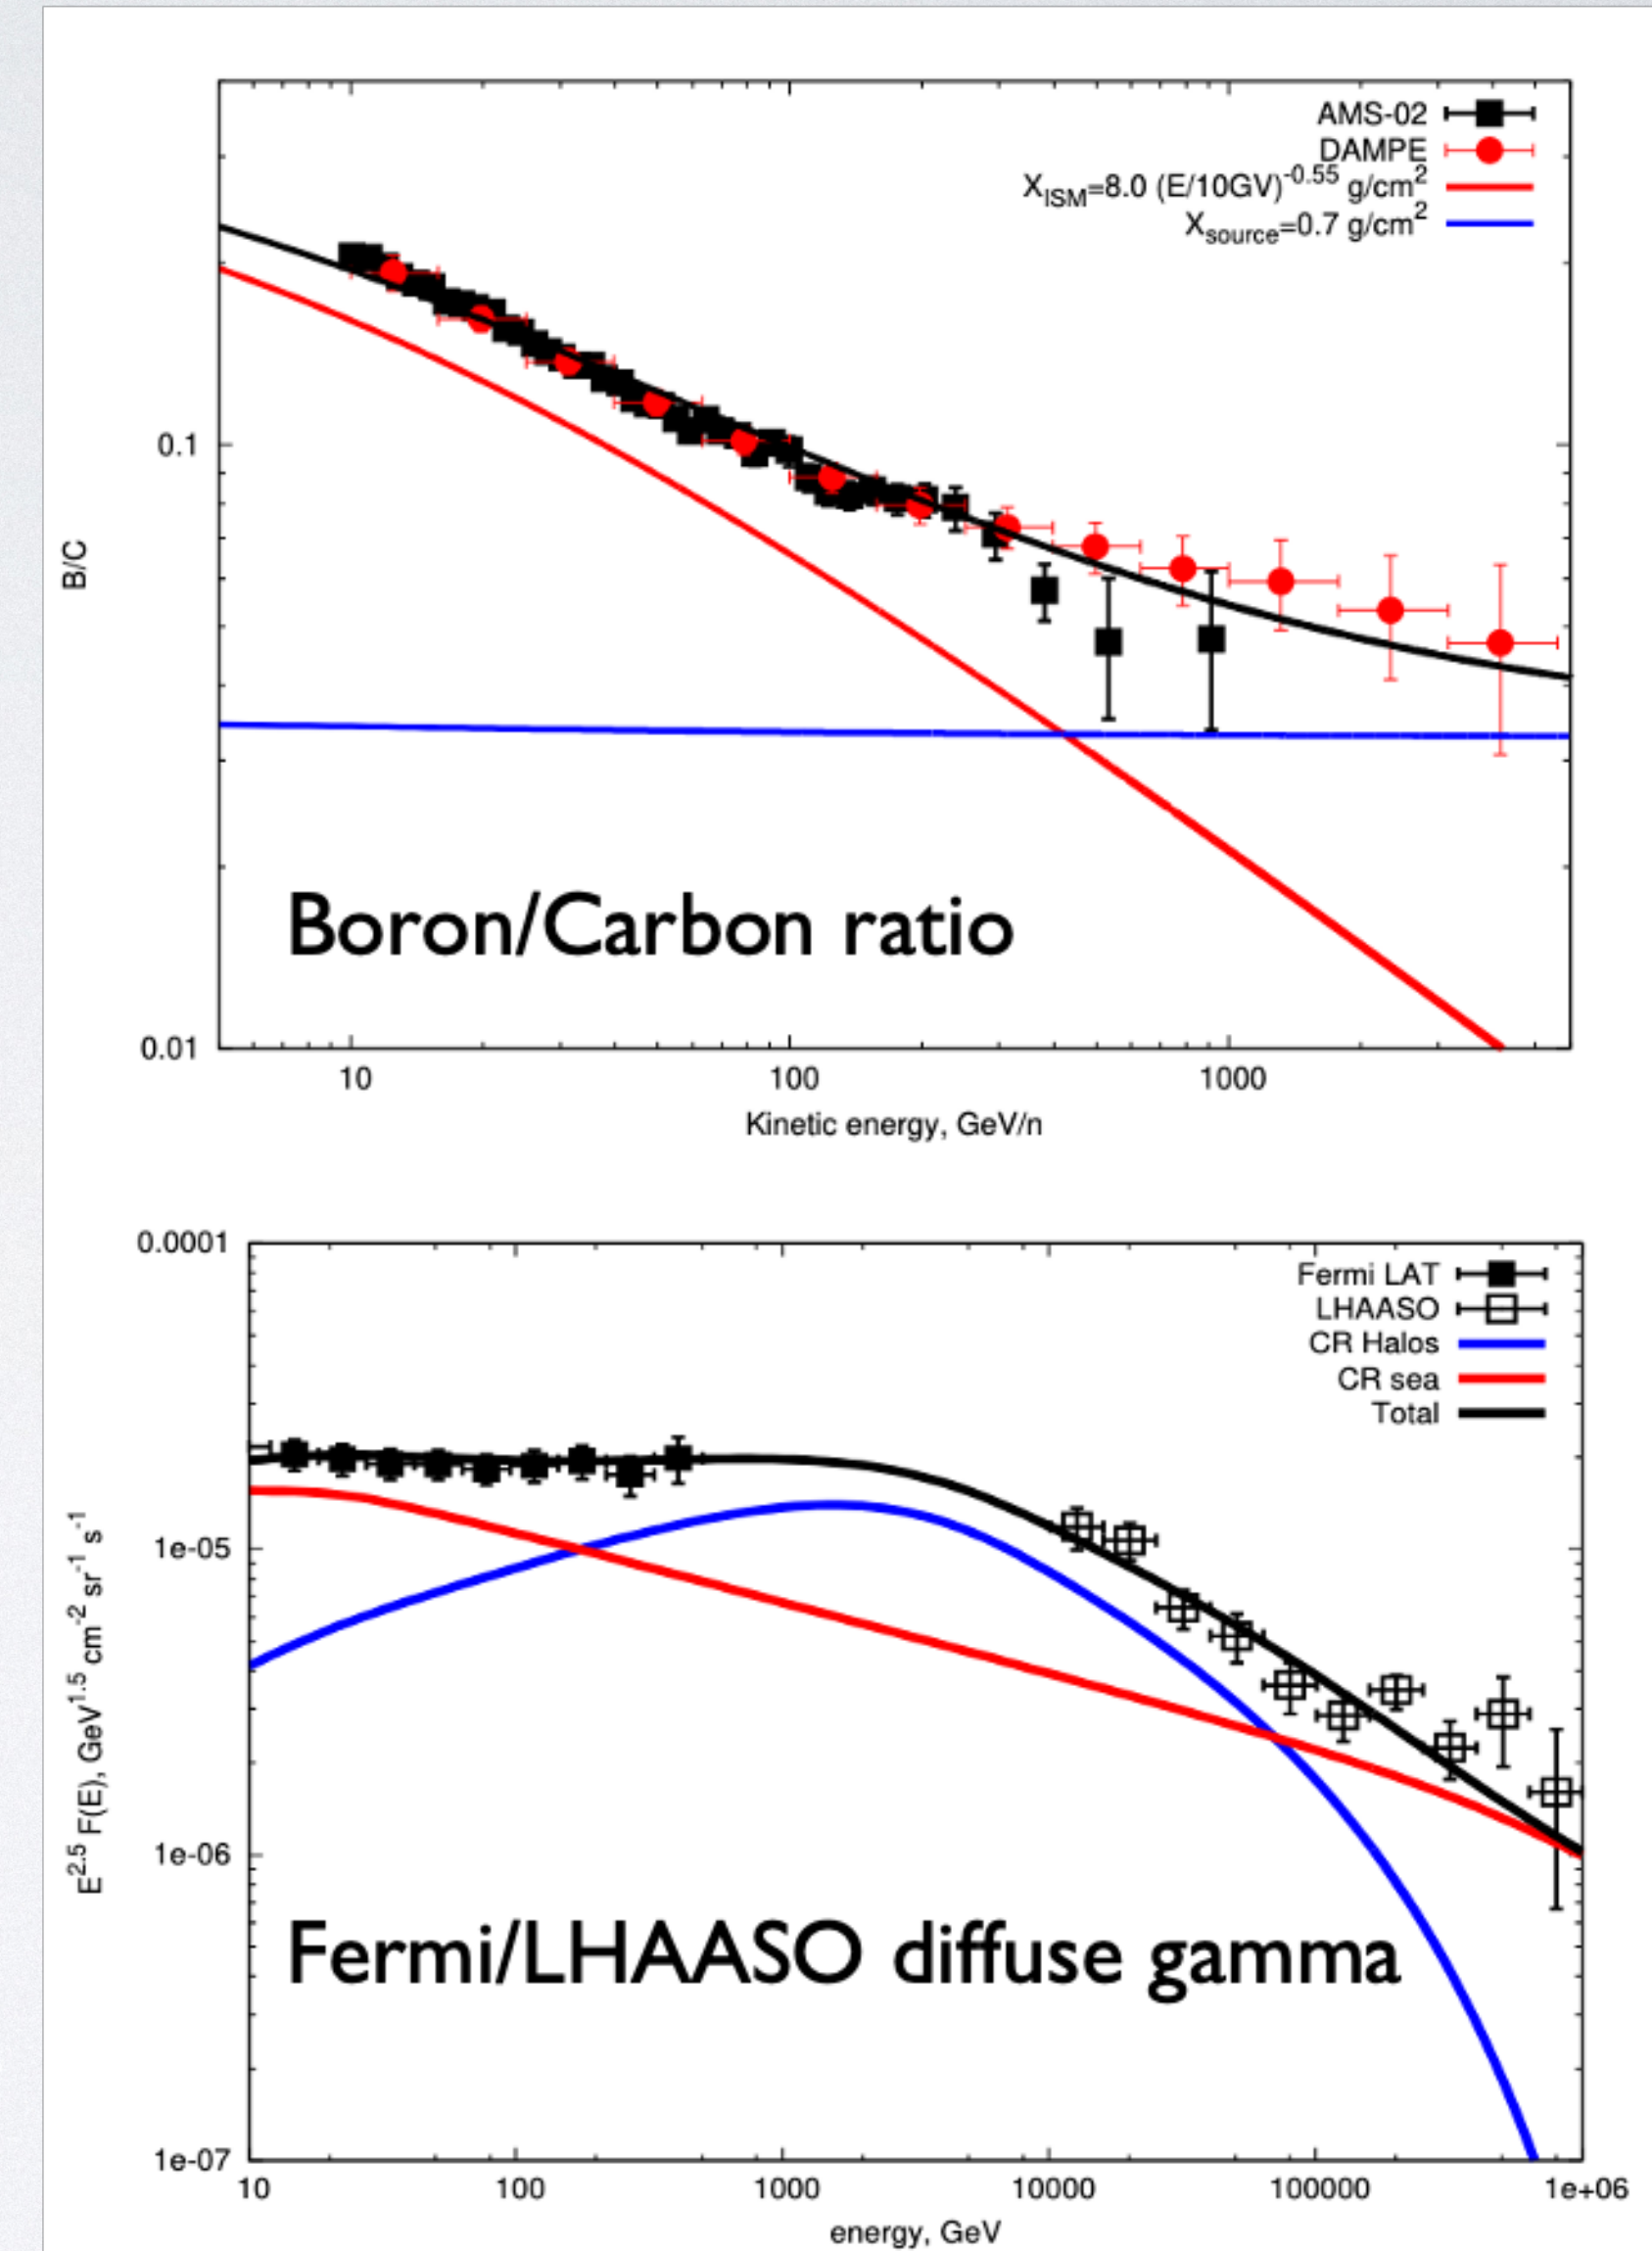 AMS-02
DAMPE
X_ISM=8.0 (E/10GV)^-0.55 g/cm^2
X_source=0.7 g/cm^2
B/C
0.1
0.01
Boron/Carbon ratio
10 100 1000
Kinetic energy, GeV/n
Fermi LAT
LHAASO
CR Halos
CR sea
Total
E^2.5 F(E), GeV^1.5 cm^-2 sr^-1 s^-1
0.0001
1e-05
1e-06
1e-07
Fermi/LHAASO diffuse gamma
10 100 1000 10000 100000 1e+06
energy, GeV